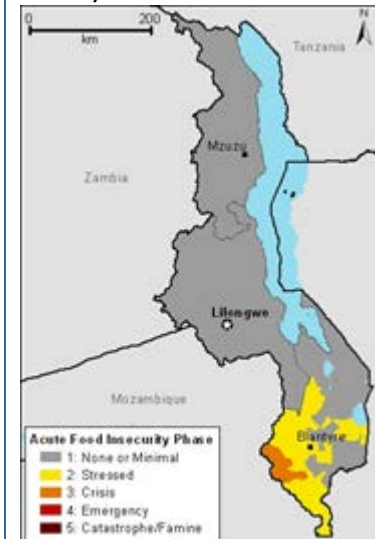 0 200
km
N
Tanzania
Mzuzu
Zambia
Lilongwe
Mozambique
Blantyre
Acute Food Insecurity Phase
1: None or Minimal
2: Stressed
3: Crisis
4: Emergency
5: Catastrophe/Famine